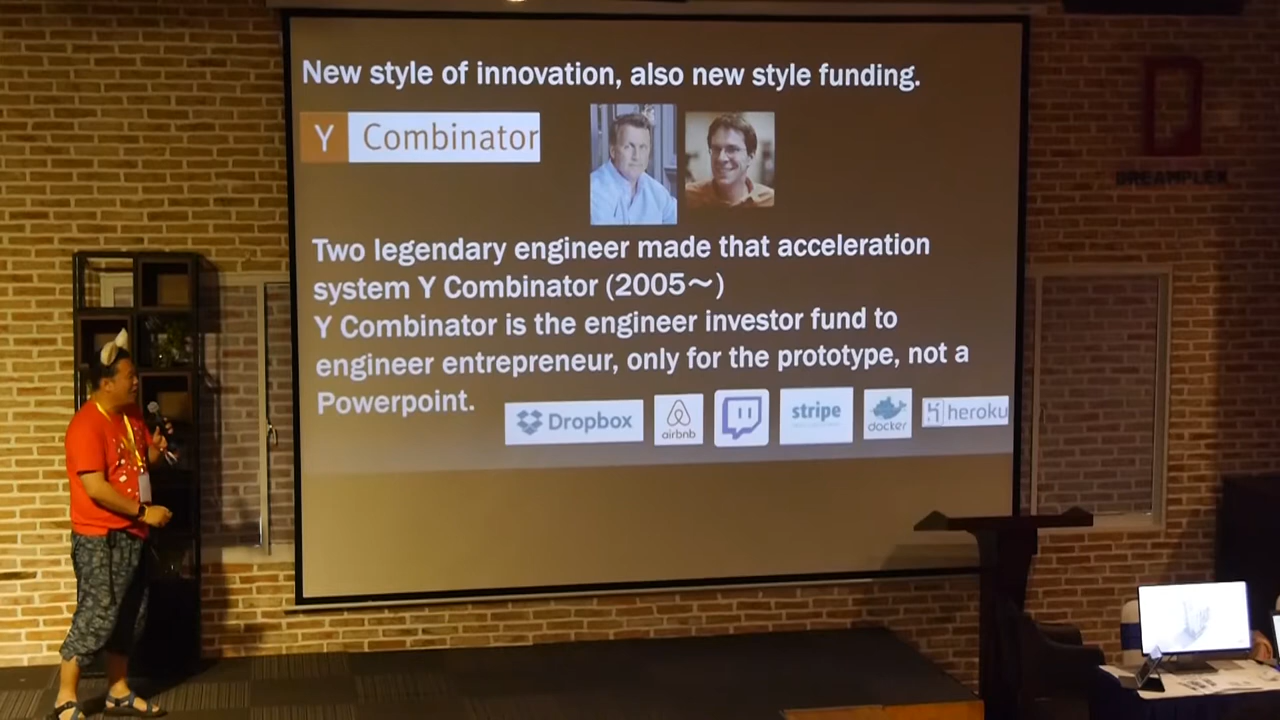 New style of innovation, also new style funding.
Y Combinator
Two legendary engineer made that acceleration
system Y Combinator (2005～)
Y Combinator is the engineer investor fund to
engineer entrepreneur, only for the prototype, not a
Powerpoint.
Dropbox
airbnb
stripe
docker
heroku
DREAMPLEX